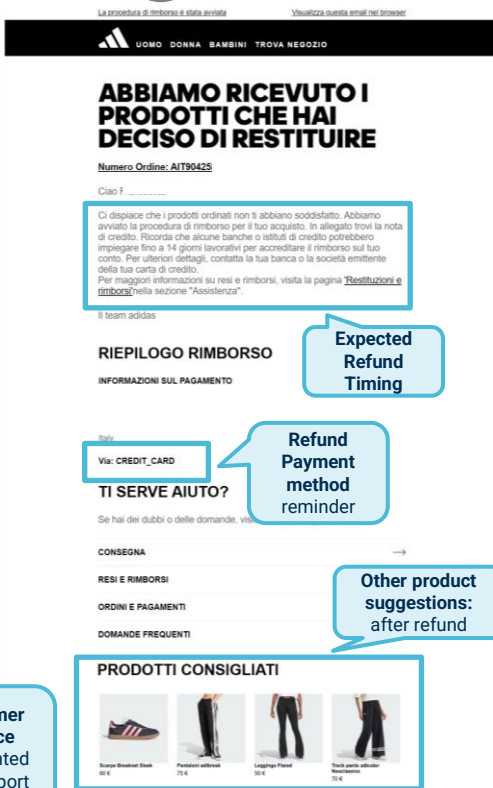 La procedura di rimborso è stata avviata
Visualizza questa email nel browser
UOMO DONNA BAMBINI TROVA NEGOZIO
ABBIAMO RICEVUTO I
PRODOTTI CHE HAI
DECISO DI RESTITUIRE
Numero Ordine: AIT90425
Ciao
Ci dispiace che i prodotti ordinati non ti abbiano soddisfatto. Abbiamo
avviato la procedura di rimborso per il tuo acquisto. In allegato trovi la nota
di credito. Ricorda che alcune banche o istituti di credito potrebbero
impiegare fino a 14 giorni lavorativi per accreditare il rimborso sul tuo
conto. Per ulteriori dettagli, contatta la tua banca o la società emittente
della tua carta di credito.
Per maggiori informazioni su resi e rimborsi, visita la pagina 'Restituzioni e
rimborsi'nella sezione "Assistenza".
Il team adidas
Expected
Refund
Timing
RIEPILOGO RIMBORSO
INFORMAZIONI SUL PAGAMENTO
Italy
Via: CREDIT_CARD
Refund
Payment
method
reminder
TI SERVE AIUTO?
Se hai dei dubbi o delle domande,
CONSEGNA →
RESI E RIMBORSI
ORDINI E PAGAMENTI
DOMANDE FREQUENTI
Other product
suggestions:
after refund
PRODOTTI CONSIGLIATI
Scarpe Breaknet Sleek
60 €
Pantaloni adibreak
75 €
Leggings Flared
50 €
Track pants adicolor
Neuclassics
70 €